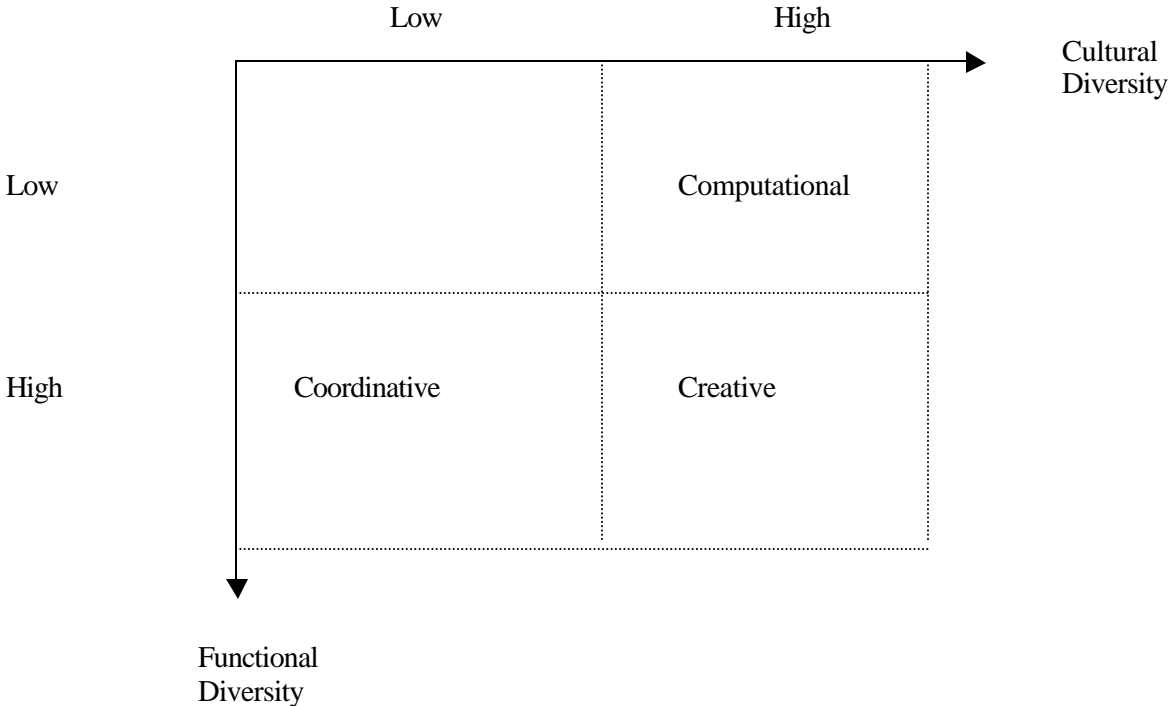 Low High
Cultural
Diversity
Low Computational
High Coordinative Creative
Functional
Diversity